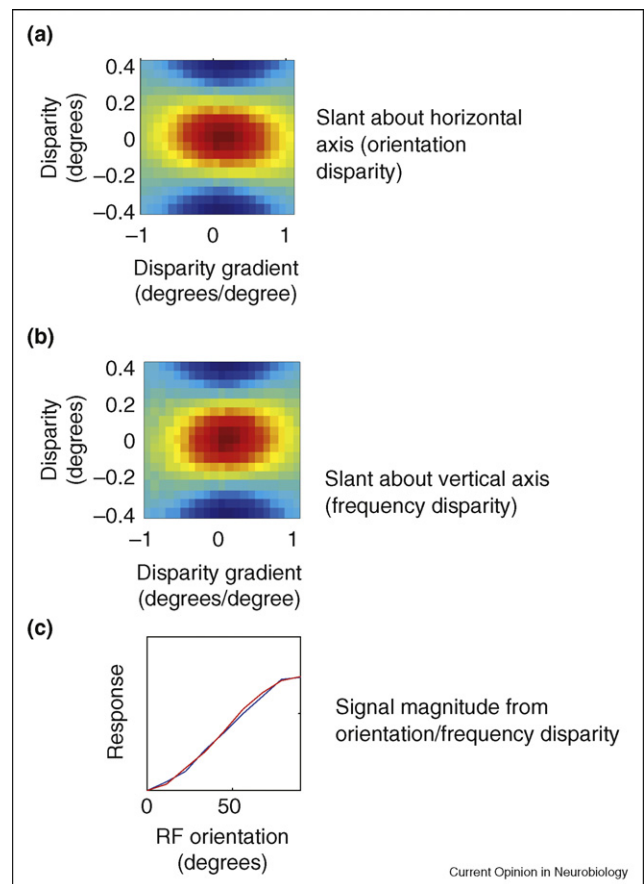 (a)
Disparity
(degrees)
0.4
0.2
0
−0.2
−0.4
−1
0
1
Disparity gradient
(degrees/degree)
Slant about horizontal
axis (orientation
disparity)
(b)
Disparity
(degrees)
0.4
0.2
0
−0.2
−0.4
−1
0
1
Disparity gradient
(degrees/degree)
Slant about vertical axis
(frequency disparity)
(c)
Response
0
50
RF orientation
(degrees)
Signal magnitude from
orientation/frequency disparity
Current Opinion in Neurobiology